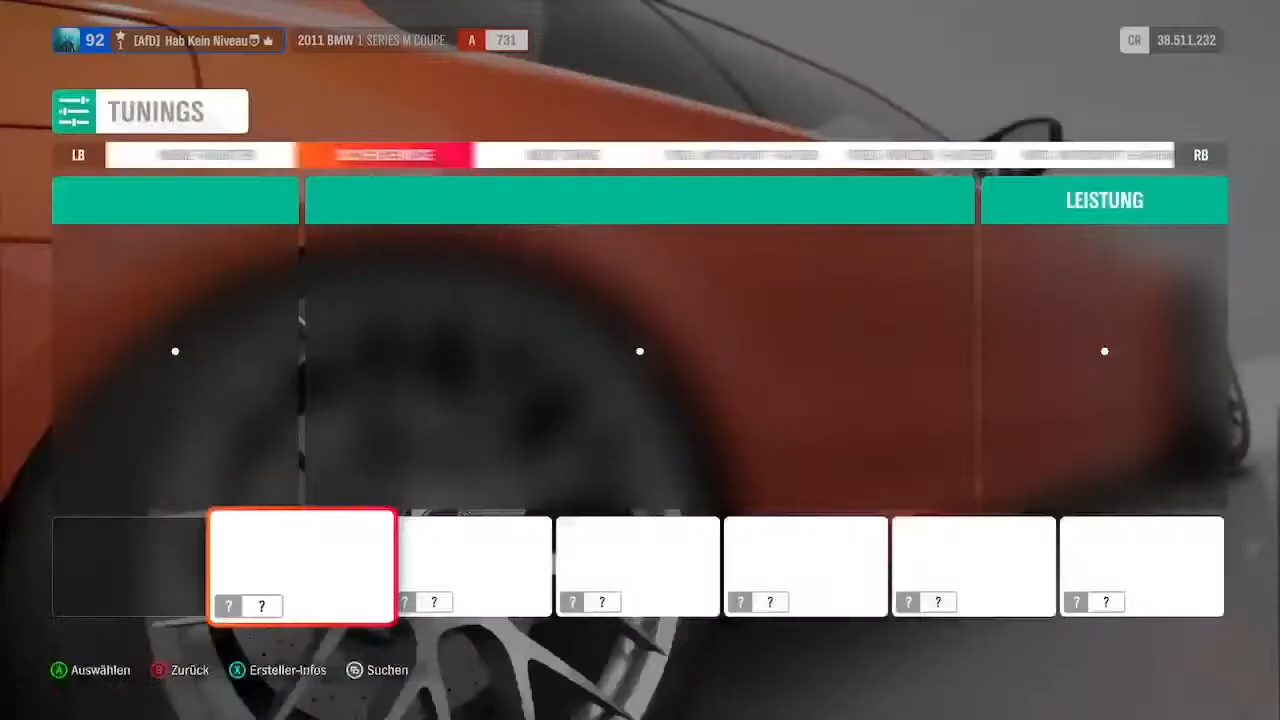 92 1 [AfD] Hab Kein Niveau 2011 BMW 1 SERIES M COUPE A 731 CR 38.511.232
TUNINGS
LB RB
LEISTUNG
? ? ? ? ? ? ? ? ? ? ? ?
A Auswählen B Zurück X Ersteller-Infos Suchen